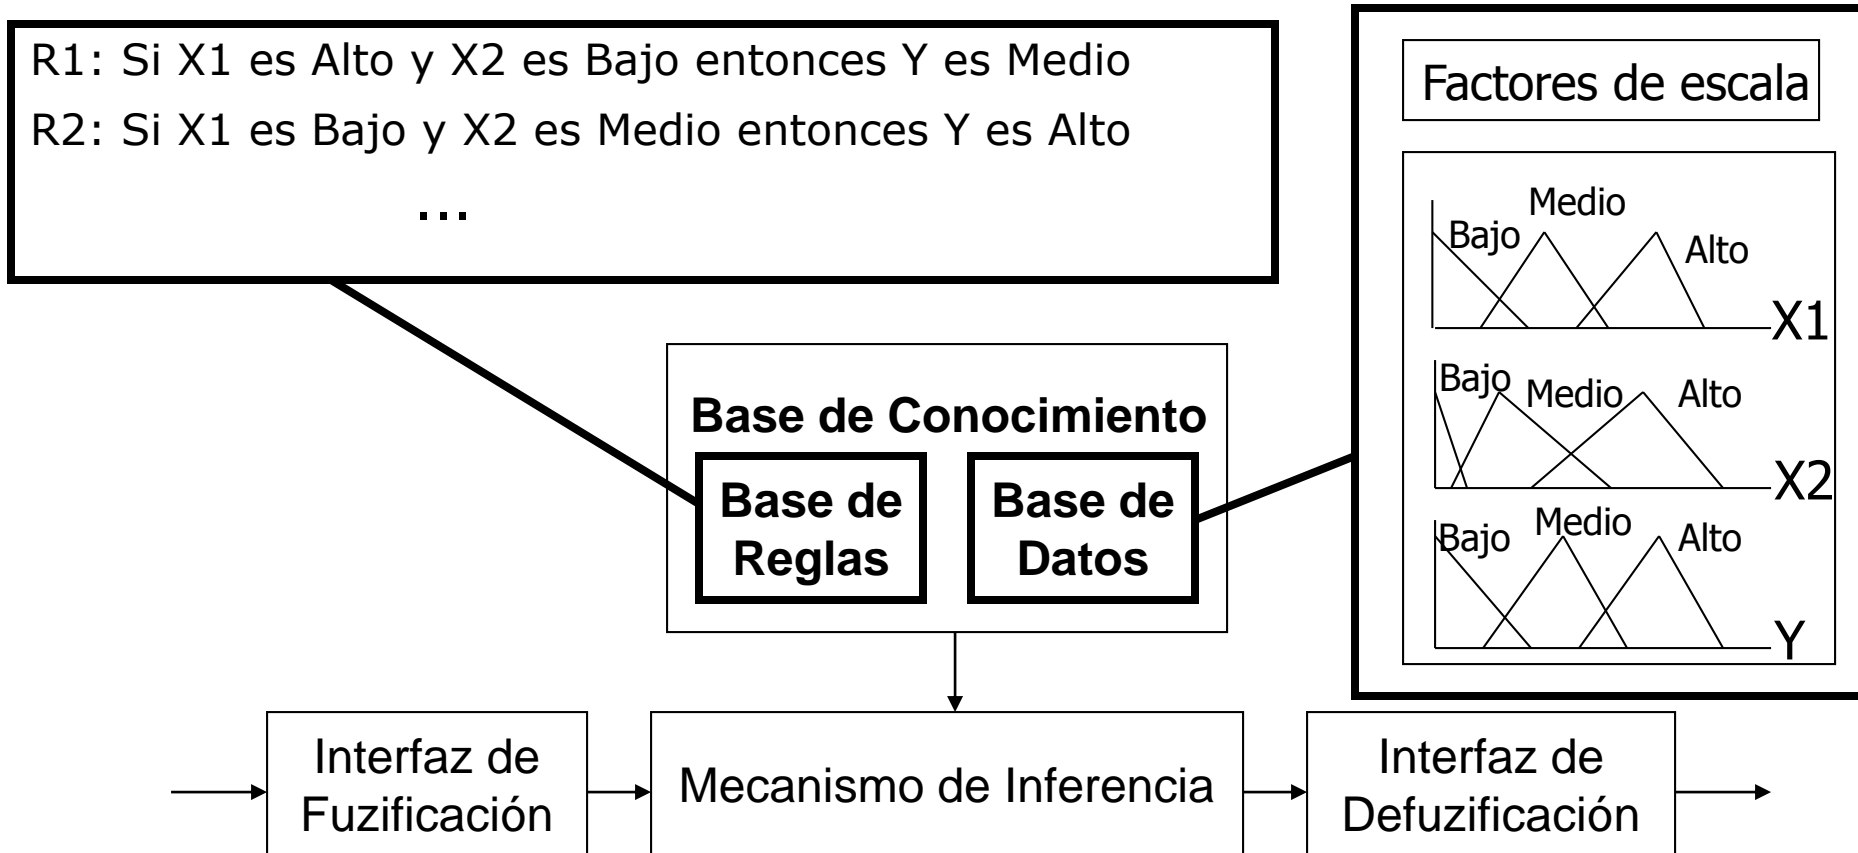 R1: Si X1 es Alto y X2 es Bajo entonces Y es Medio
R2: Si X1 es Bajo y X2 es Medio entonces Y es Alto
...
Factores de escala
Bajo Medio Alto
X1
Bajo Medio Alto
X2
Bajo Medio Alto
Y
Base de Conocimiento
Base de
Reglas
Base de
Datos
Interfaz de
Fuzificación
Mecanismo de Inferencia
Interfaz de
Defuzificación